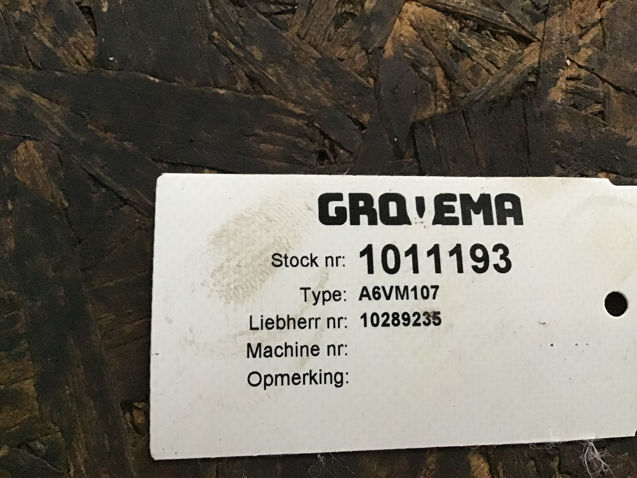 GROVEMA
Stock nr: 1011193
Type: A6VM107
Liebherr nr: 10289235
Machine nr:
Opmerking: